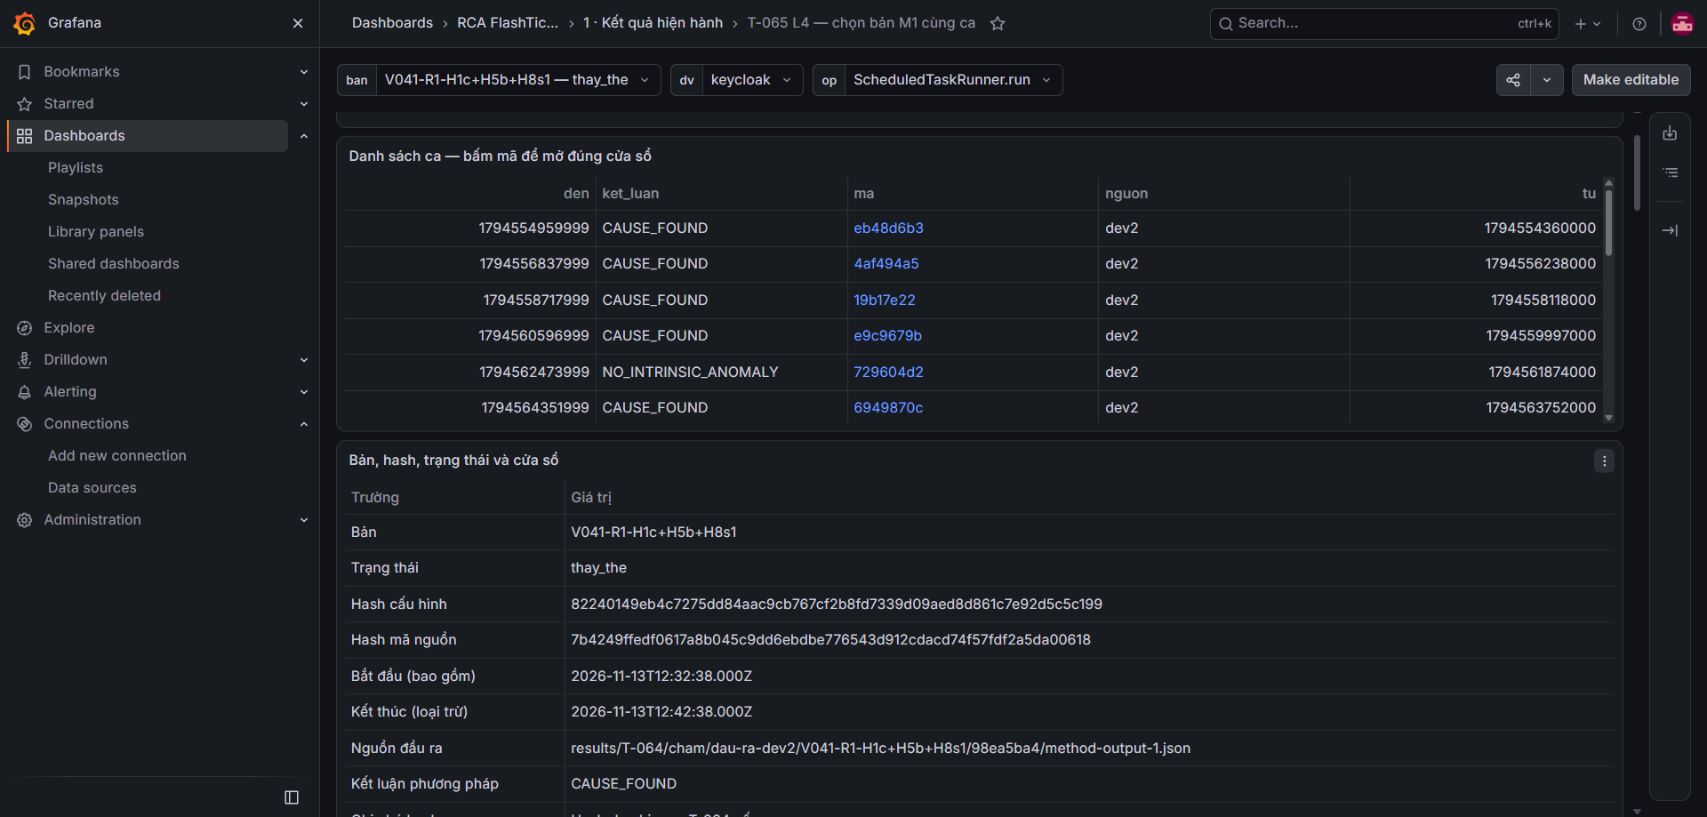 Grafana
Dashboards › RCA FlashTic... › 1 · Kết quả hiện hành › T-065 L4 — chọn bản M1 cùng ca
Search...
ctrl+k
Bookmarks
Starred
Dashboards
Playlists
Snapshots
Library panels
Shared dashboards
Recently deleted
Explore
Drilldown
Alerting
Connections
Add new connection
Data sources
Administration
ban V041-R1-H1c+H5b+H8s1 — thay_the
dv keycloak
op ScheduledTaskRunner.run
Make editable
Danh sách ca — bấm mã để mở đúng cửa sổ
den ket_luan ma nguon tu
1794554959999 CAUSE_FOUND eb48d6b3 dev2 1794554360000
1794556837999 CAUSE_FOUND 4af494a5 dev2 1794556238000
1794558717999 CAUSE_FOUND 19b17e22 dev2 1794558118000
1794560596999 CAUSE_FOUND e9c9679b dev2 1794559997000
1794562473999 NO_INTRINSIC_ANOMALY 729604d2 dev2 1794561874000
1794564351999 CAUSE_FOUND 6949870c dev2 1794563752000
Bản, hash, trạng thái và cửa sổ
Trường Giá trị
Bản V041-R1-H1c+H5b+H8s1
Trạng thái thay_the
Hash cấu hình 82240149eb4c7275dd84aac9cb767cf2b8fd7339d09aed8d861c7e92d5c5c199
Hash mã nguồn 7b4249ffedf0617a8b045c9dd6ebdbe776543d912cdacd74f57fdf2a5da00618
Bắt đầu (bao gồm) 2026-11-13T12:32:38.000Z
Kết thúc (loại trừ) 2026-11-13T12:42:38.000Z
Nguồn đầu ra results/T-064/cham/dau-ra-dev2/V041-R1-H1c+H5b+H8s1/98ea5ba4/method-output-1.json
Kết luận phương pháp CAUSE_FOUND